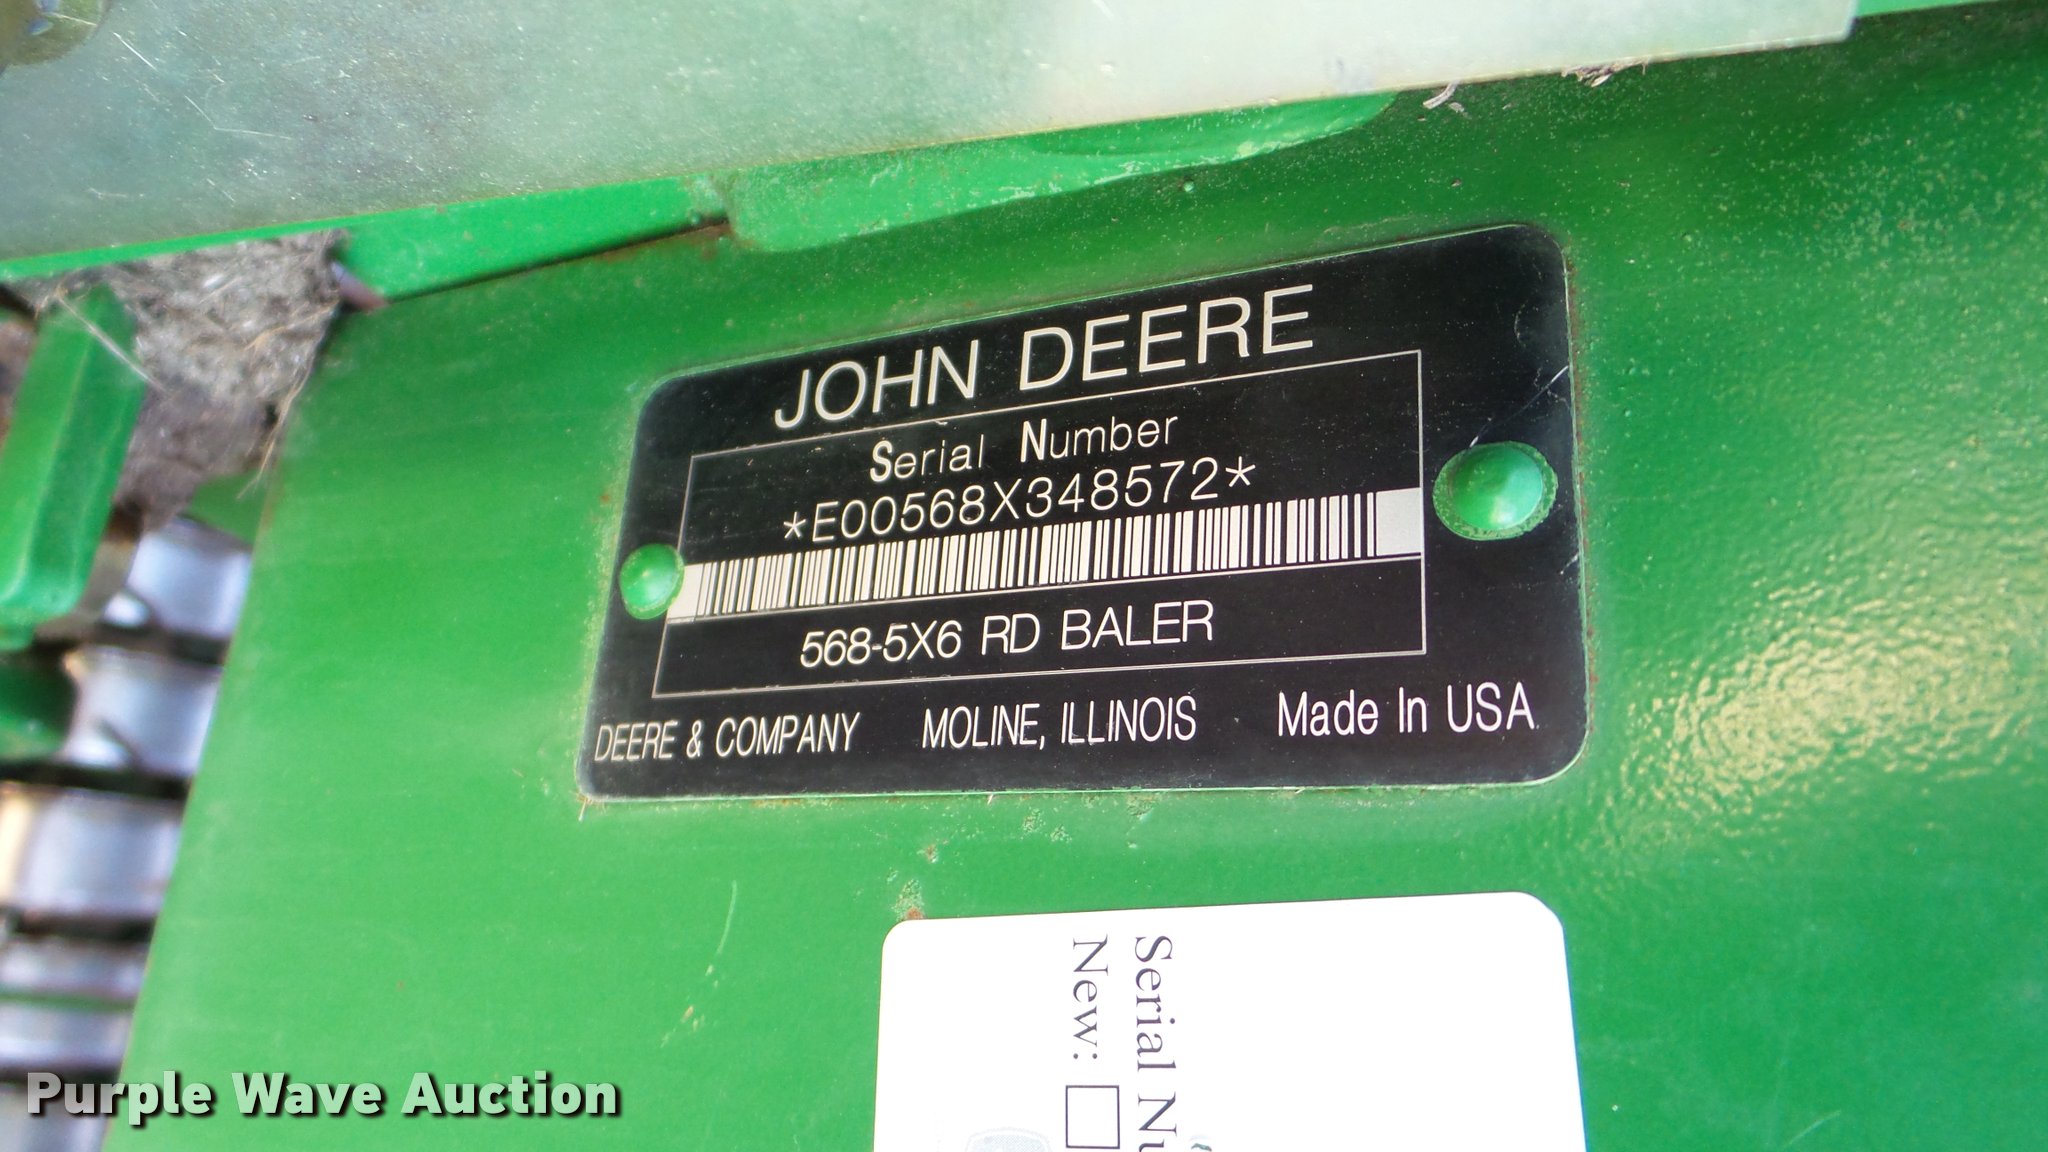 JOHN DEERE
Serial Number
*E00568X348572*
568-5X6 RD BALER
DEERE & COMPANY MOLINE, ILLINOIS Made In USA
Serial
New:
Purple Wave Auction